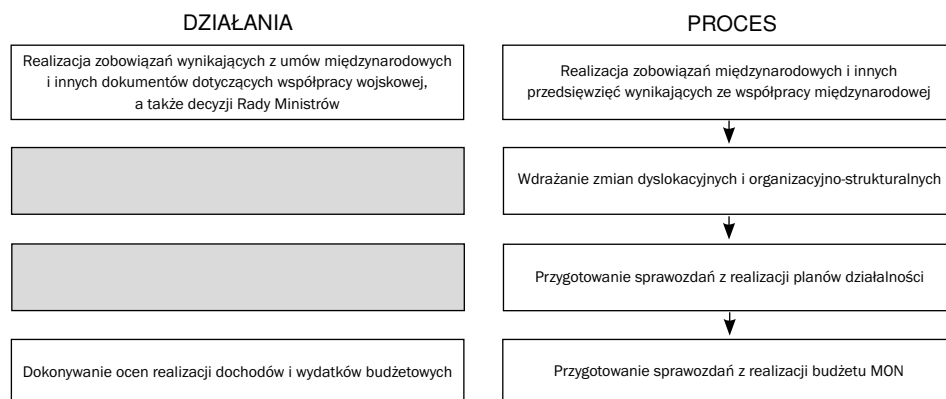 DZIAŁANIA
PROCES
Realizacja zobowiązań wynikających z umów międzynarodowych
i innych dokumentów dotyczących współpracy wojskowej,
a także decyzji Rady Ministrów
Realizacja zobowiązań międzynarodowych i innych
przedsięwzięć wynikających ze współpracy międzynarodowej
Wdrażanie zmian dyslokacyjnych i organizacyjno-strukturalnych
Przygotowanie sprawozdań z realizacji planów działalności
Dokonywanie ocen realizacji dochodów i wydatków budżetowych
Przygotowanie sprawozdań z realizacji budżetu MON